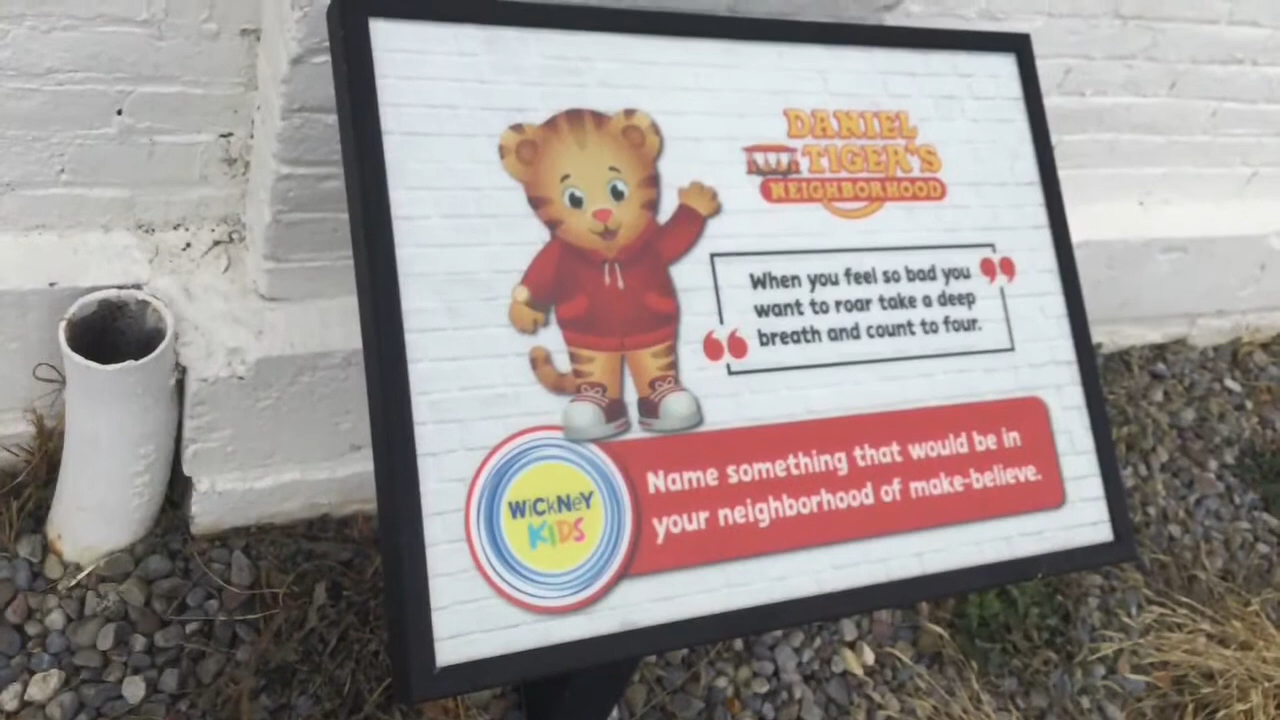 DANIEL
TIGER'S
NEIGHBORHOOD
When you feel so bad you
want to roar take a deep
breath and count to four.
Name something that would be in
your neighborhood of make-believe.
WiCkNeY
KiDS